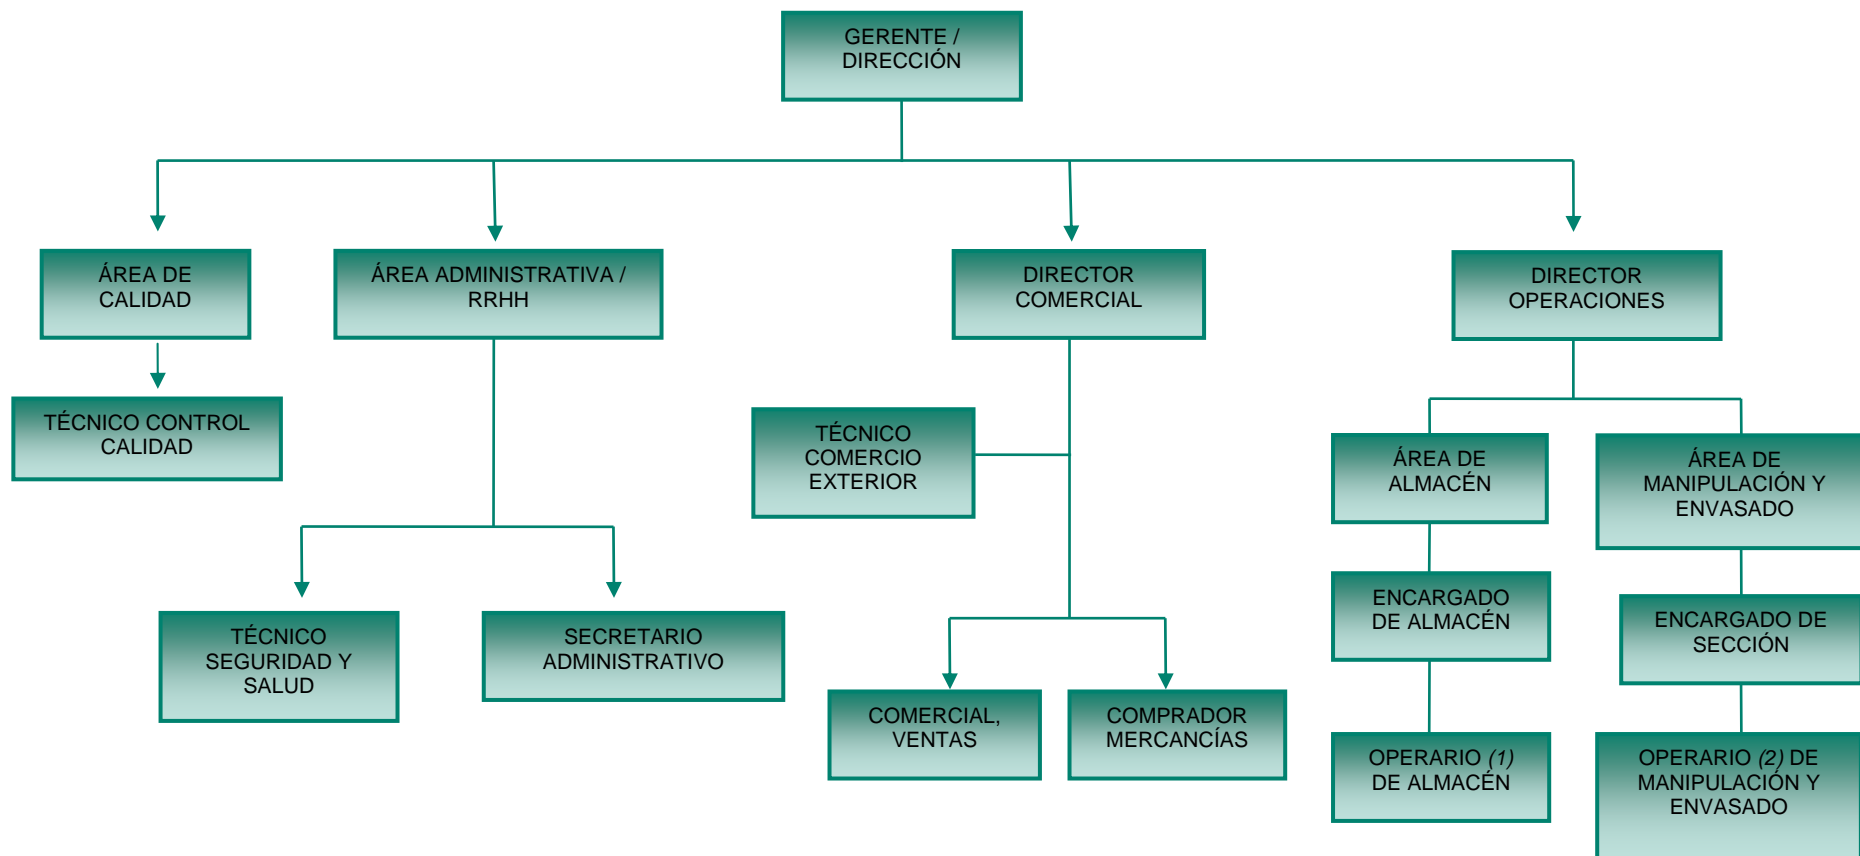 GERENTE /
DIRECCIÓN
ÁREA DE
CALIDAD
ÁREA ADMINISTRATIVA /
RRHH
DIRECTOR
COMERCIAL
DIRECTOR
OPERACIONES
TÉCNICO CONTROL
CALIDAD
TÉCNICO
COMERCIO
EXTERIOR
ÁREA DE
ALMACÉN
ÁREA DE
MANIPULACIÓN Y
ENVASADO
ENCARGADO
DE ALMACÉN
ENCARGADO DE
SECCIÓN
TÉCNICO
SEGURIDAD Y
SALUD
SECRETARIO
ADMINISTRATIVO
COMERCIAL,
VENTAS
COMPRADOR
MERCANCÍAS
OPERARIO (1)
DE ALMACÉN
OPERARIO (2) DE
MANIPULACIÓN Y
ENVASADO